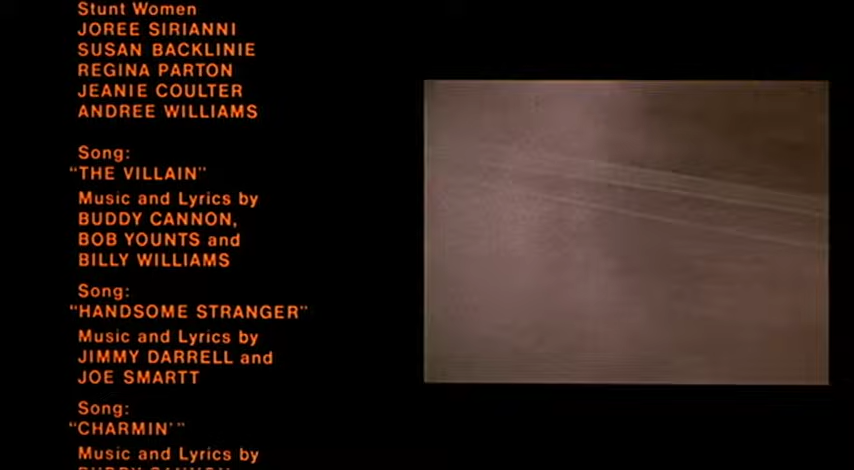 Stunt Women
JOREE SIRIANNI
SUSAN BACKLINIE
REGINA PARTON
JEANIE COULTER
ANDREE WILLIAMS
Song:
"THE VILLAIN"
Music and Lyrics by
BUDDY CANNON,
BOB YOUNTS and
BILLY WILLIAMS
Song:
"HANDSOME STRANGER"
Music and Lyrics by
JIMMY DARRELL and
JOE SMARTT
Song:
"CHARMIN'"
Music and Lyrics by